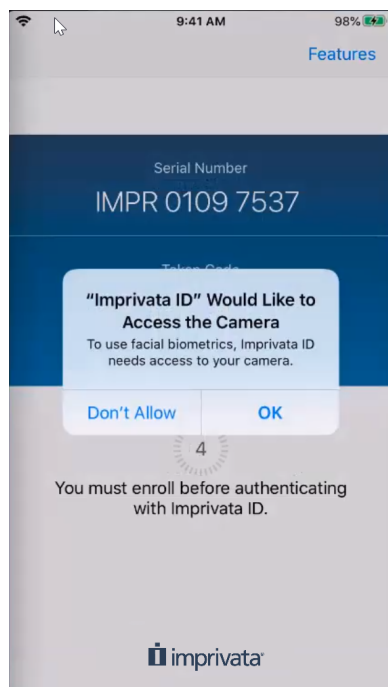 9:41 AM
98%
Features
Serial Number
IMPR 0109 7537
Token Code
"Imprivata ID" Would Like to
Access the Camera
To use facial biometrics, Imprivata ID
needs access to your camera.
Don't Allow
OK
4
You must enroll before authenticating
with Imprivata ID.
imprivata®